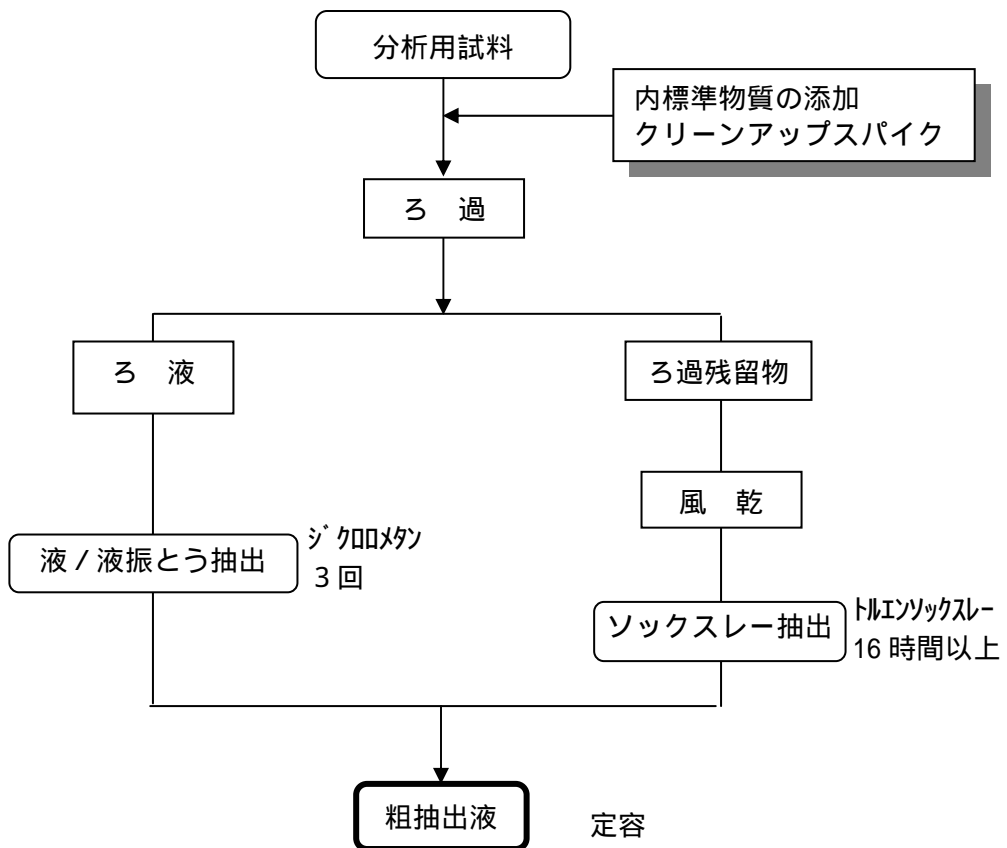 分析用試料
内標準物質の添加
クリーンアップスパイク
ろ　過
ろ　液
ろ過残留物
風　乾
液／液振とう抽出
ｼﾞｸﾛﾛﾒﾀﾝ
３回
ソックスレー抽出
ﾄﾙｴﾝｿｯｸｽﾚｰ
16 時間以上
粗抽出液
定容